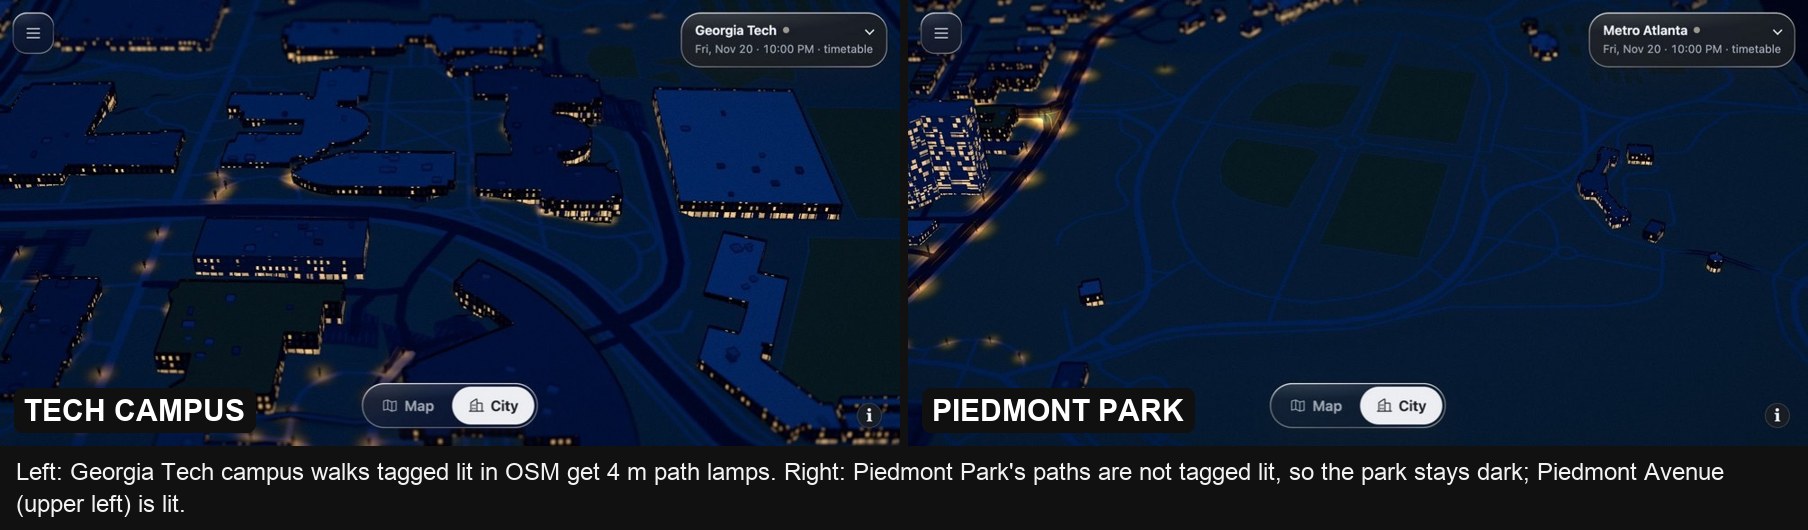 Georgia Tech
Fri, Nov 20 · 10:00 PM · timetable
Map
City
TECH CAMPUS
i
Metro Atlanta
Fri, Nov 20 · 10:00 PM · timetable
Map
City
PIEDMONT PARK
i
Left: Georgia Tech campus walks tagged lit in OSM get 4 m path lamps. Right: Piedmont Park's paths are not tagged lit, so the park stays dark; Piedmont Avenue
(upper left) is lit.